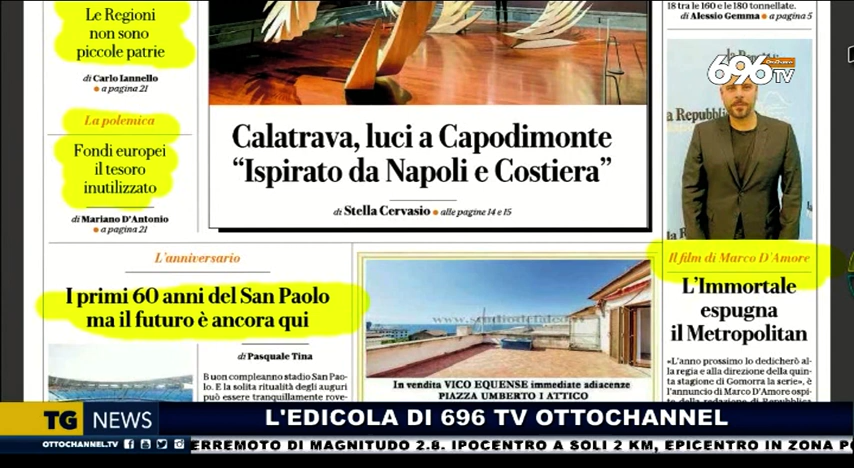 Le Regioni
non sono
piccole patrie
di Carlo Iannello
● a pagina 21
La polemica
Fondi europei
il tesoro
inutilizzato
di Mariano D'Antonio
● a pagina 21
Calatrava, luci a Capodimonte
“Ispirato da Napoli e Costiera”
di Stella Cervasio ● alle pagine 14 e 15
L'anniversario
I primi 60 anni del San Paolo
ma il futuro è ancora qui
di Pasquale Tina
Buon compleanno stadio San Pao-
lo. E la solita ritualità degli auguri
può essere tranquillamente rove-
In vendita VICO EQUENSE immediate adiacenze
PIAZZA UMBERTO I ATTICO
18 tra le 160 e le 180 tonnellate.
di Alessio Gemma ● a pagina 5
696 TV
la Repubblica
Il film di Marco D'Amore
L'Immortale
espugna
il Metropolitan
«L'anno prossimo lo dedicherò al-
la regia e alla direzione della quin-
ta stagione di Gomorra la serie», è
l'annuncio di Marco D'Amore ospi-
TG NEWS
L'EDICOLA DI 696 TV OTTOCHANNEL
OTTOCHANNEL.TV
ERREMOTO DI MAGNITUDO 2.8. IPOCENTRO A SOLI 2 KM, EPICENTRO IN ZONA PO